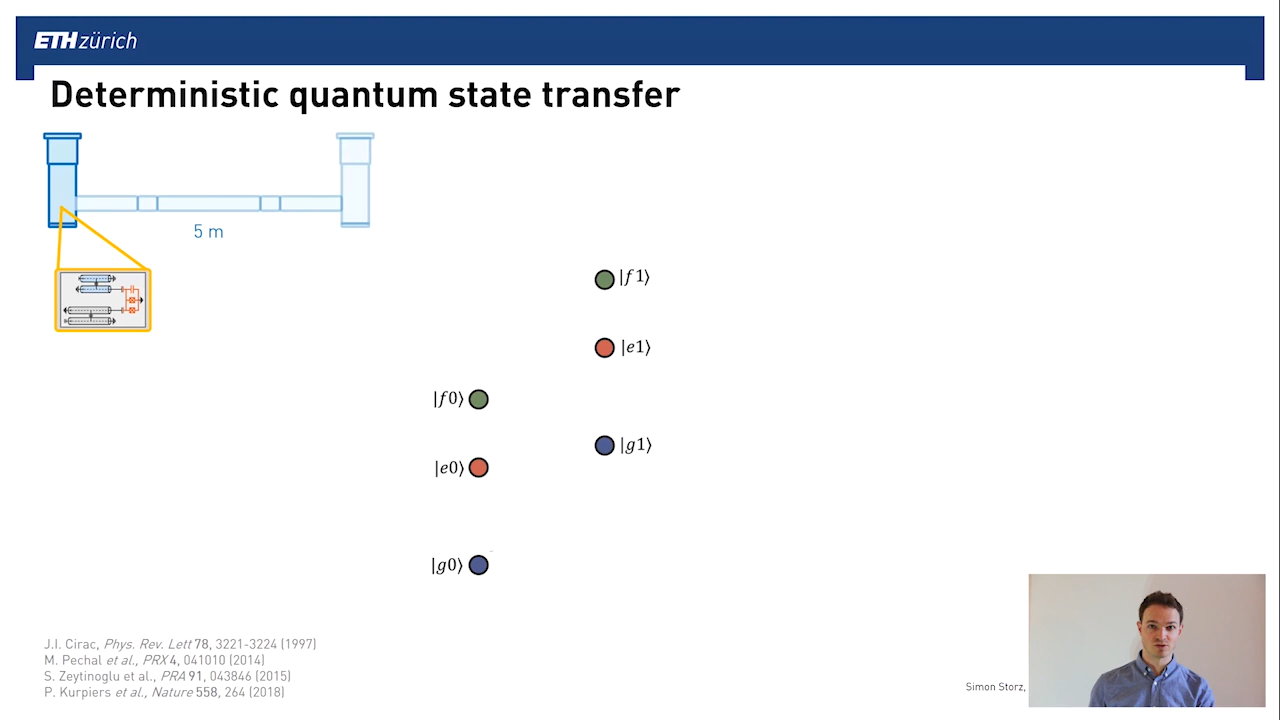 ETH zürich
Deterministic quantum state transfer
5 m
|f1⟩
|e1⟩
|f0⟩
|g1⟩
|e0⟩
|g0⟩
J.I. Cirac, Phys. Rev. Lett 78, 3221-3224 (1997)
M. Pechal et al., PRX 4, 041010 (2014)
S. Zeytinoglu et al., PRA 91, 043846 (2015)
P. Kurpiers et al., Nature 558, 264 (2018)
Simon Storz,